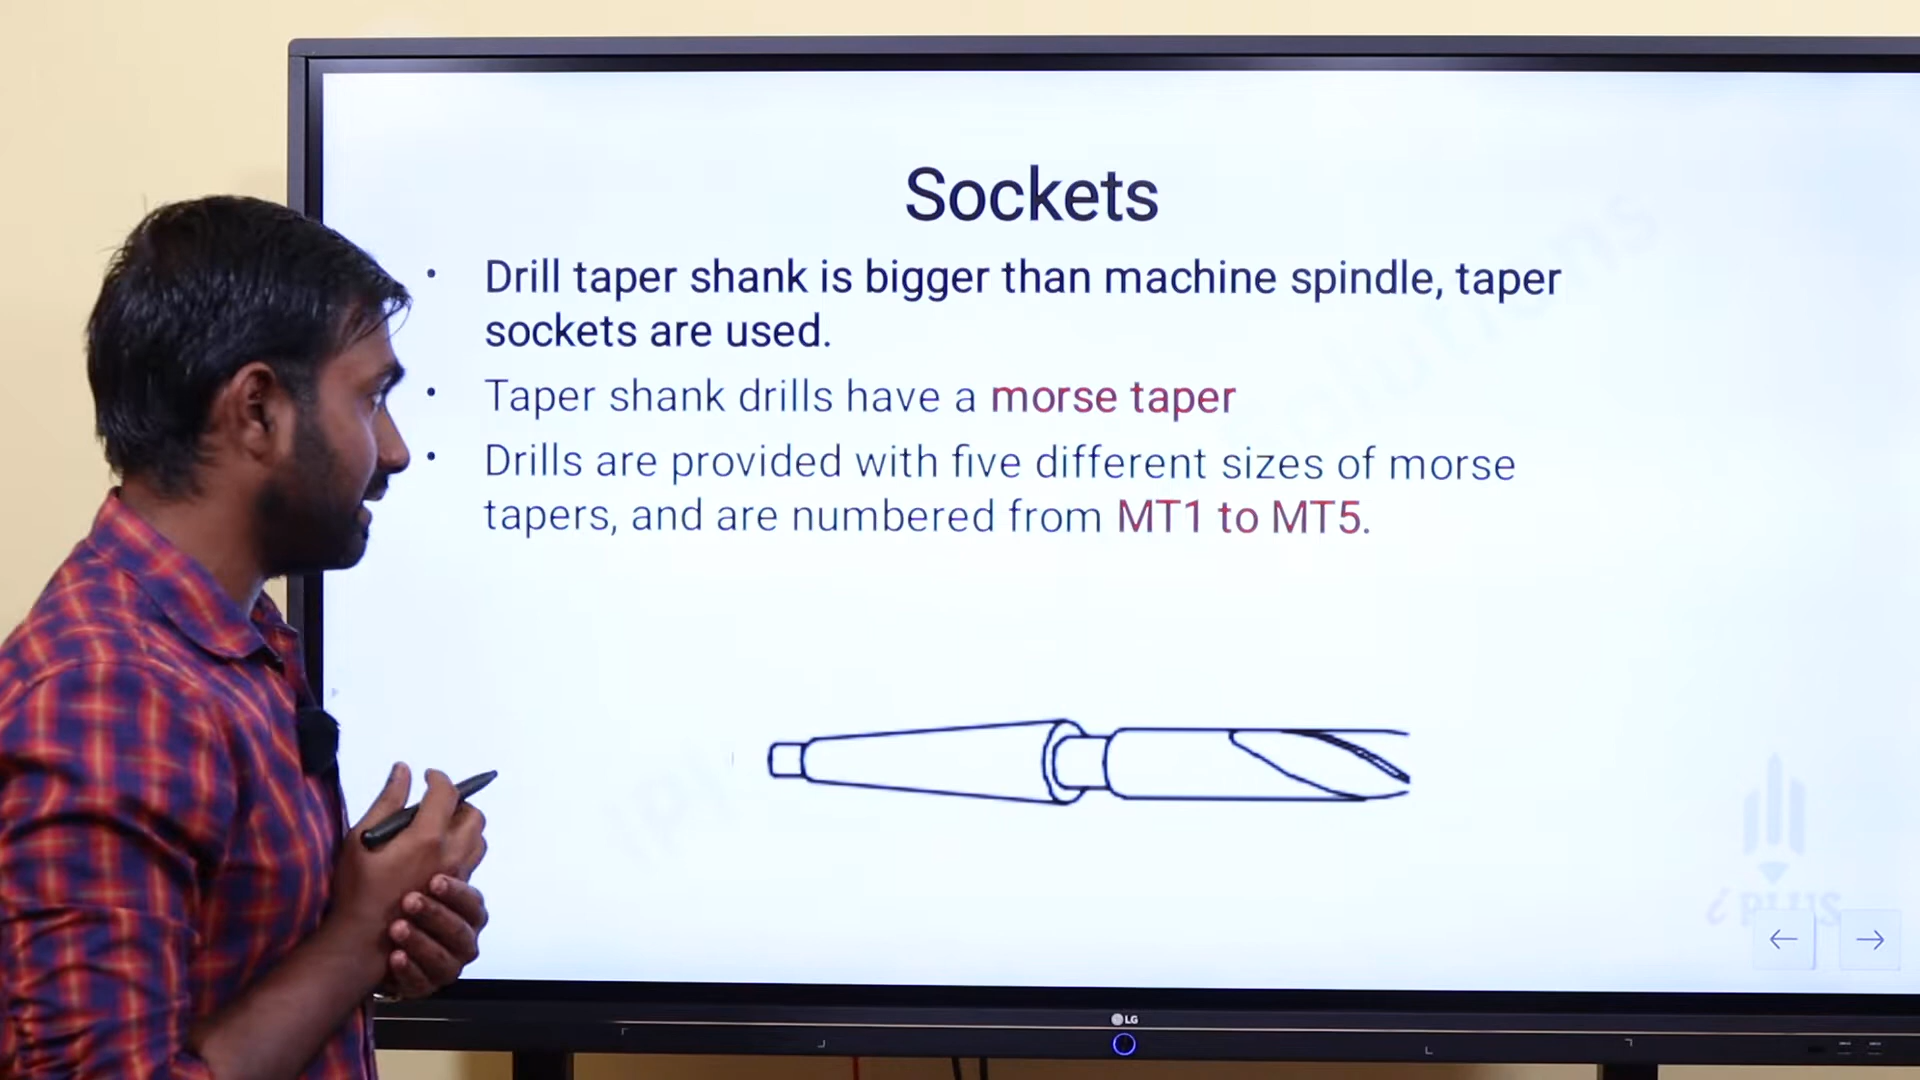 Sockets
• Drill taper shank is bigger than machine spindle, taper
sockets are used.
• Taper shank drills have a morse taper
• Drills are provided with five different sizes of morse
tapers, and are numbered from MT1 to MT5.
i PLUS
LG